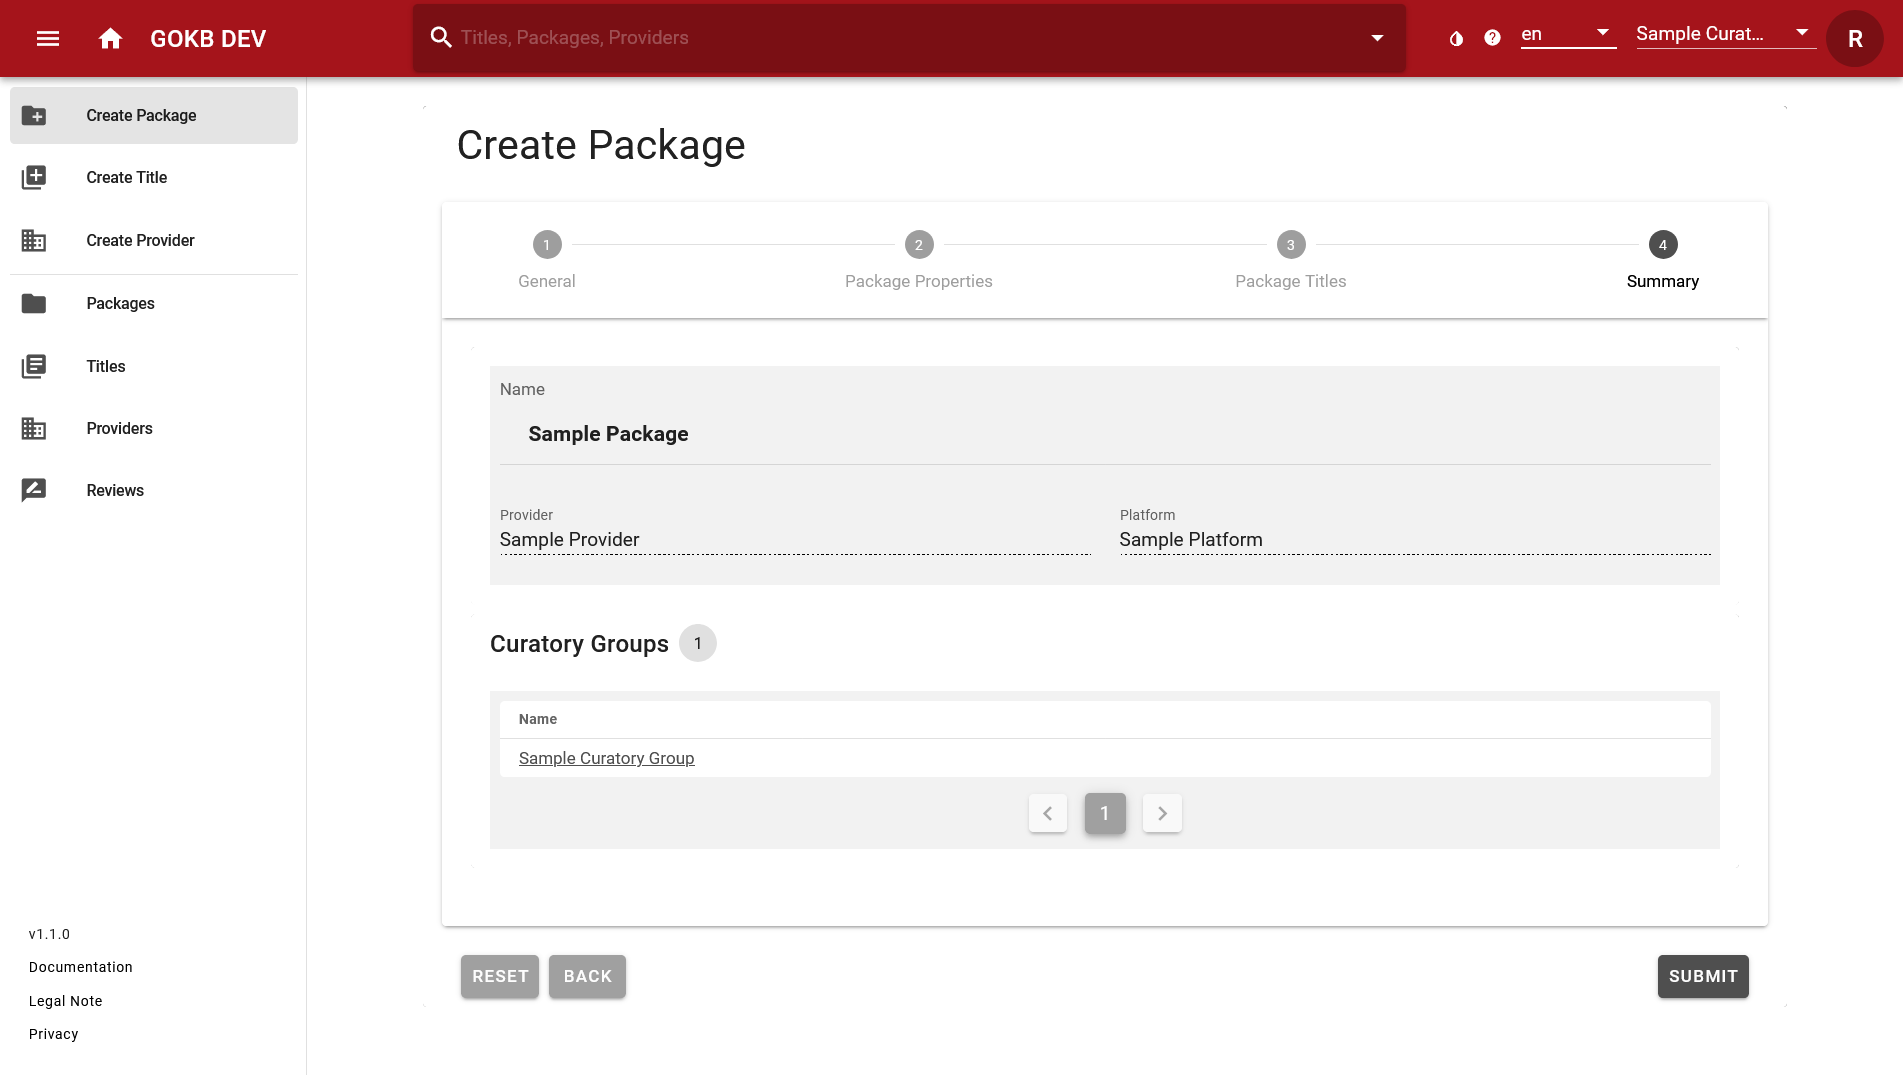 GOKB DEV
Titles, Packages, Providers
en
Sample Curat...
R
Create Package
Create Title
Create Provider
Packages
Titles
Providers
Reviews
v1.1.0
Documentation
Legal Note
Privacy
Create Package
1
General
2
Package Properties
3
Package Titles
4
Summary
Name
Sample Package
Provider
Sample Provider
Platform
Sample Platform
Curatory Groups 1
Name
Sample Curatory Group
1
RESET
BACK
SUBMIT